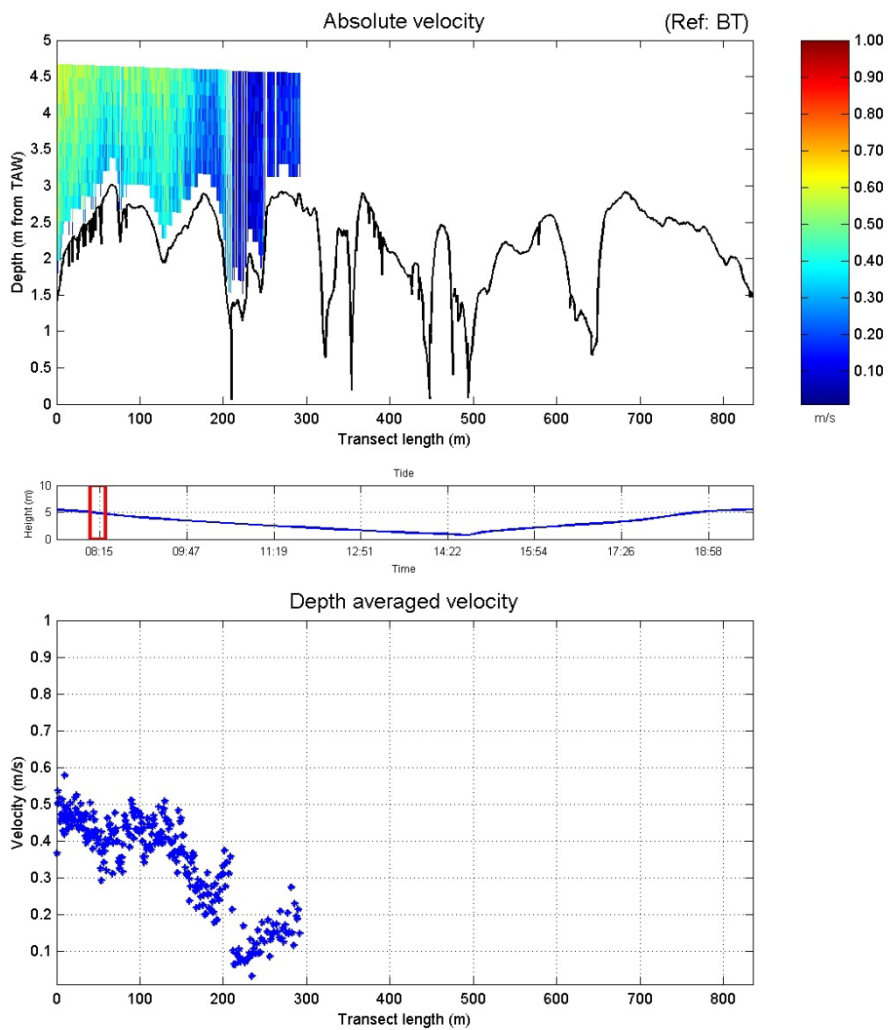 Absolute velocity
(Ref: BT)
5
4.5
4
3.5
3
2.5
2
1.5
1
0.5
0
Depth (m from TAW)
0 100 200 300 400 500 600 700 800
Transect length (m)
1.00
0.90
0.80
0.70
0.60
0.50
0.40
0.30
0.20
0.10
m/s
Tide
10
5
0
Height (m)
08:15 09:47 11:19 12:51 14:22 15:54 17:26 18:58
Time
Depth averaged velocity
1
0.9
0.8
0.7
0.6
0.5
0.4
0.3
0.2
0.1
Velocity (m/s)
0 100 200 300 400 500 600 700 800
Transect length (m)